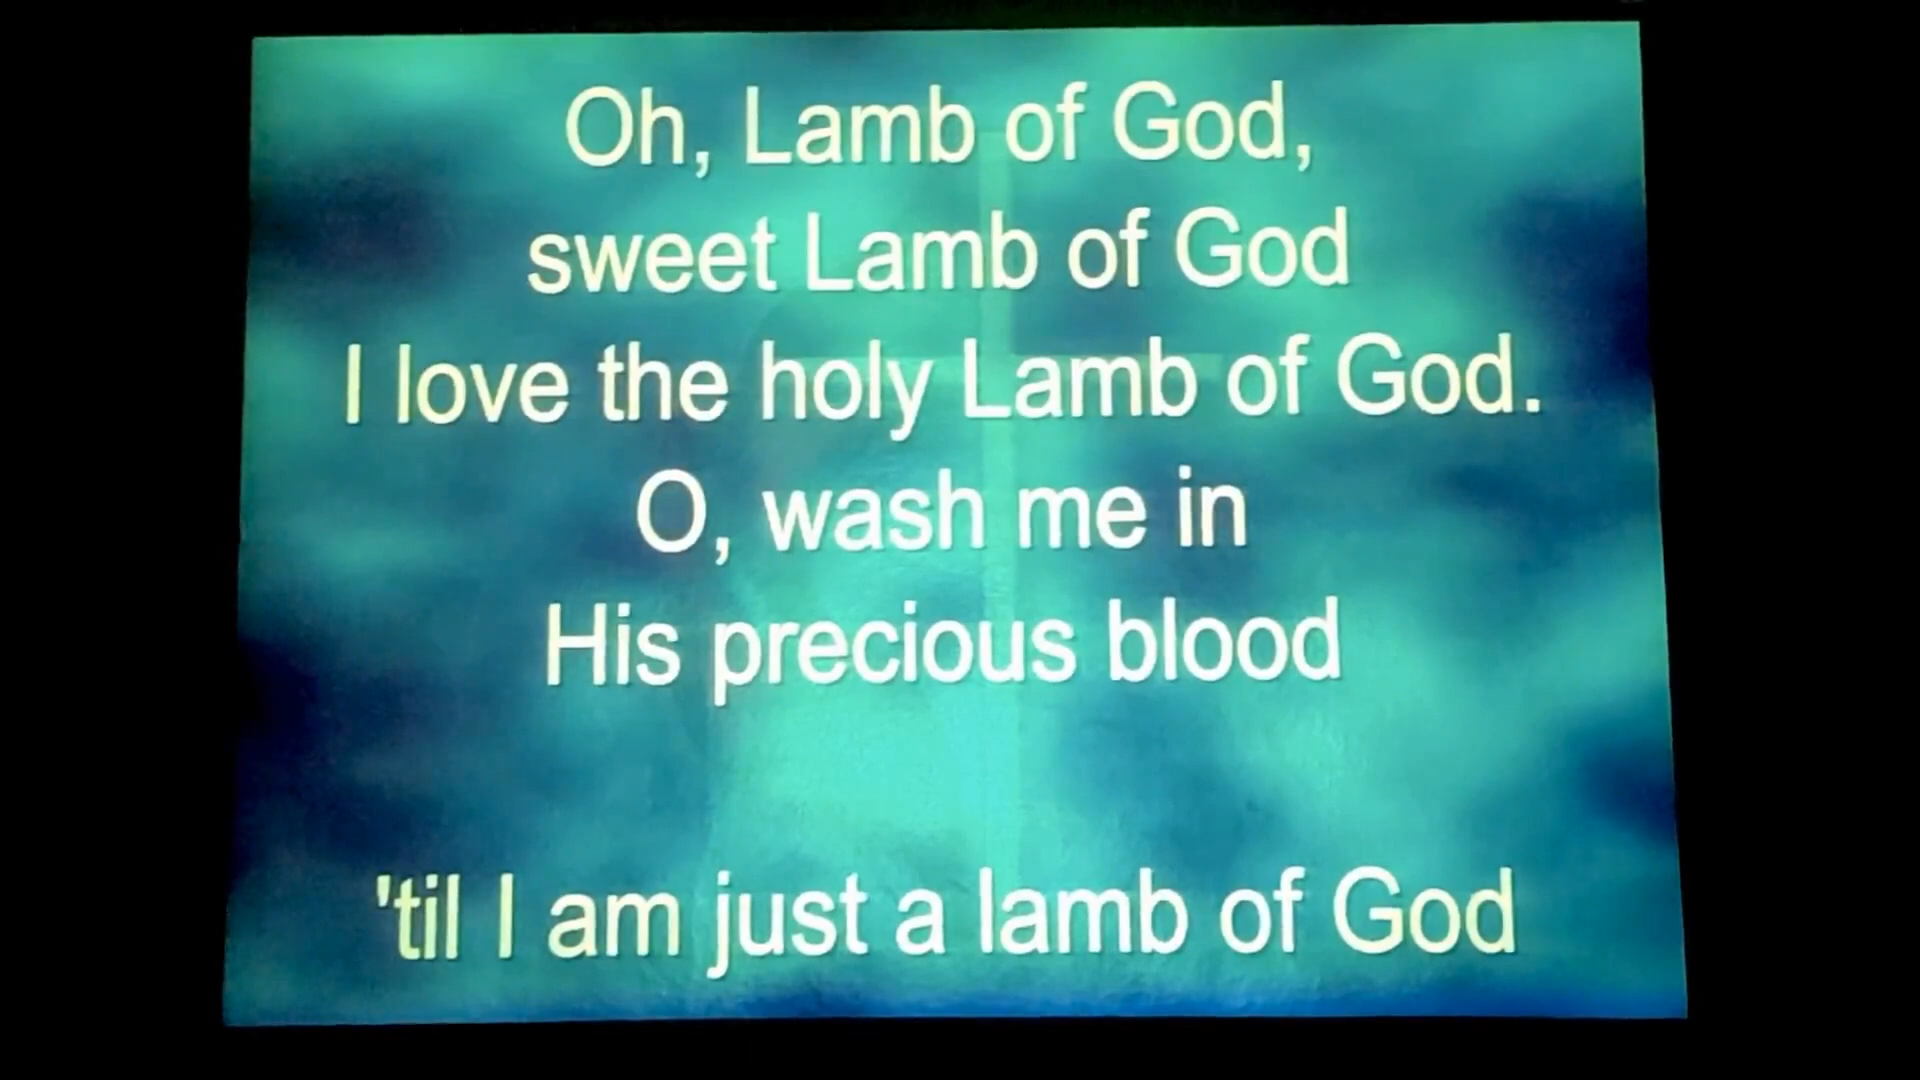 Oh, Lamb of God,
sweet Lamb of God
I love the holy Lamb of God.
O, wash me in
His precious blood
'til I am just a lamb of God